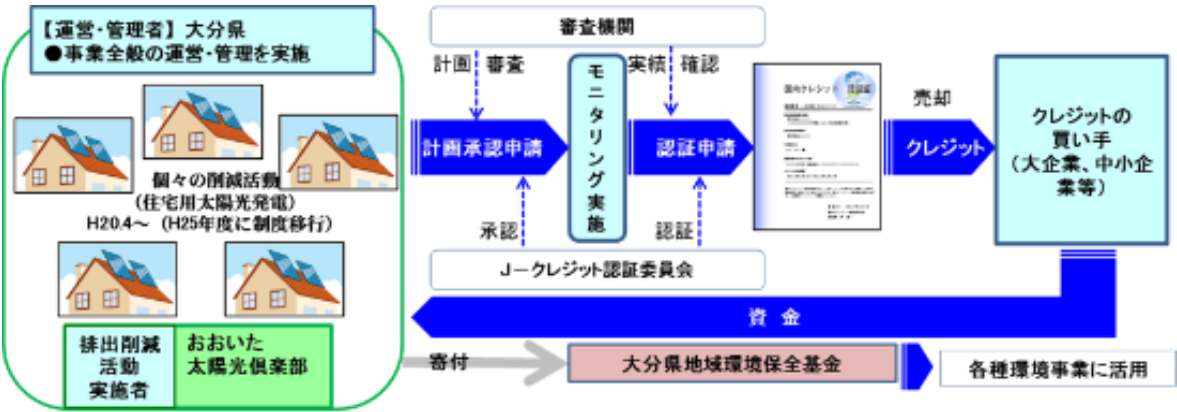 【運営・管理者】大分県
●事業全般の運営・管理を実施
個々の削減活動
(住宅用太陽光発電)
H20.4～（H25年度に制度移行）
排出削減
活動
実施者
おおいた
太陽光倶楽部
審査機関
計画 審査
実績 確認
計画承認申請
モニタリング実施
認証申請
国内クレジット
認証
売却
クレジット
クレジットの
買い手
（大企業、中小企
業等）
承認
認証
Jークレジット認証委員会
資 金
寄付
大分県地域環境保全基金
各種環境事業に活用